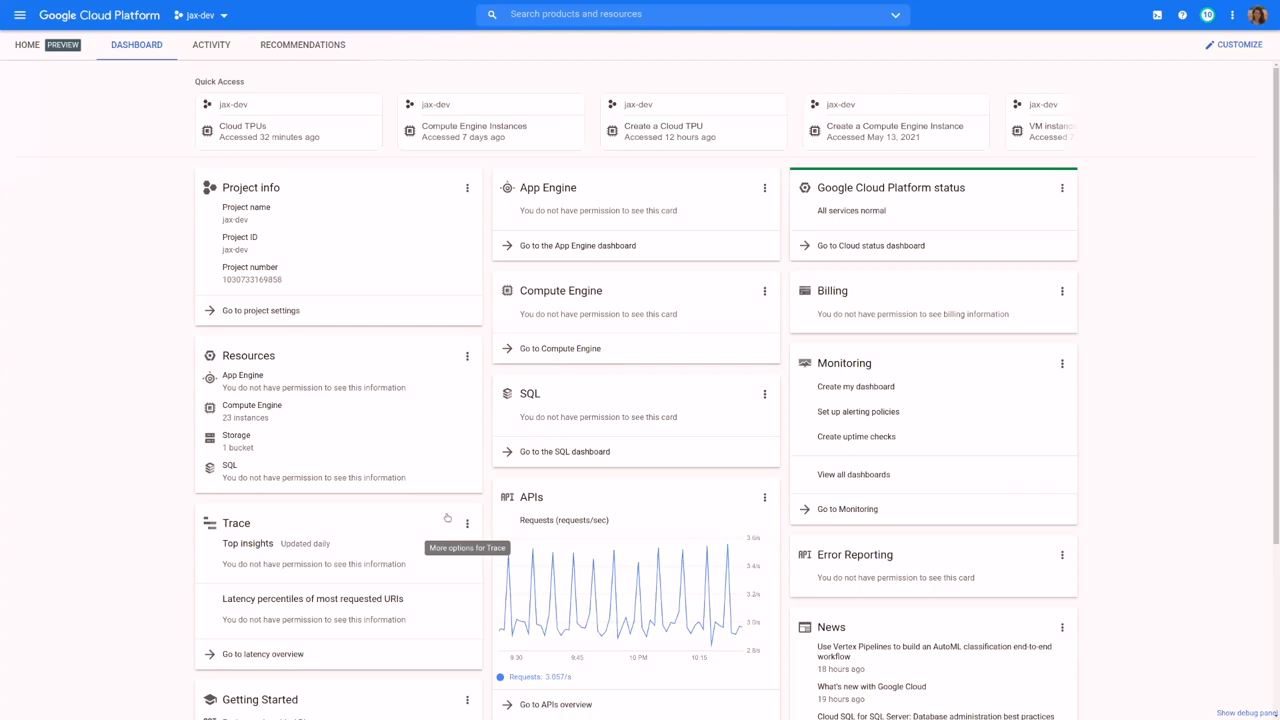 Google Cloud Platform
jax-dev
Search products and resources
10
HOME PREVIEW
DASHBOARD
ACTIVITY
RECOMMENDATIONS
CUSTOMIZE
Quick Access
jax-dev
Cloud TPUs
Accessed 32 minutes ago
jax-dev
Compute Engine Instances
Accessed 7 days ago
jax-dev
Create a Cloud TPU
Accessed 12 hours ago
jax-dev
Create a Compute Engine Instance
Accessed May 13, 2021
jax-dev
VM instanc
Accessed 7
Project info
Project name
jax-dev
Project ID
jax-dev
Project number
1030733169858
Go to project settings
Resources
App Engine
You do not have permission to see this information
Compute Engine
23 instances
Storage
1 bucket
SQL
You do not have permission to see this information
Trace
More options for Trace
Top insights Updated daily
You do not have permission to see this information
Latency percentiles of most requested URIs
You do not have permission to see this information
Go to latency overview
Getting Started
App Engine
You do not have permission to see this card
Go to the App Engine dashboard
Compute Engine
You do not have permission to see this card
Go to Compute Engine
SQL
You do not have permission to see this card
Go to the SQL dashboard
API APIs
Requests (requests/sec)
3.6/s
3.4/s
3.2/s
3.0/s
2.8/s
9:30 9:45 10 PM 10:15
Requests: 3.057/s
Go to APIs overview
Google Cloud Platform status
All services normal
Go to Cloud status dashboard
Billing
You do not have permission to see billing information
Monitoring
Create my dashboard
Set up alerting policies
Create uptime checks
View all dashboards
Go to Monitoring
API Error Reporting
You do not have permission to see this card
News
Use Vertex Pipelines to build an AutoML classification end-to-end
workflow
18 hours ago
What's new with Google Cloud
19 hours ago
Cloud SQL for SQL Server: Database administration best practices
Show debug panel